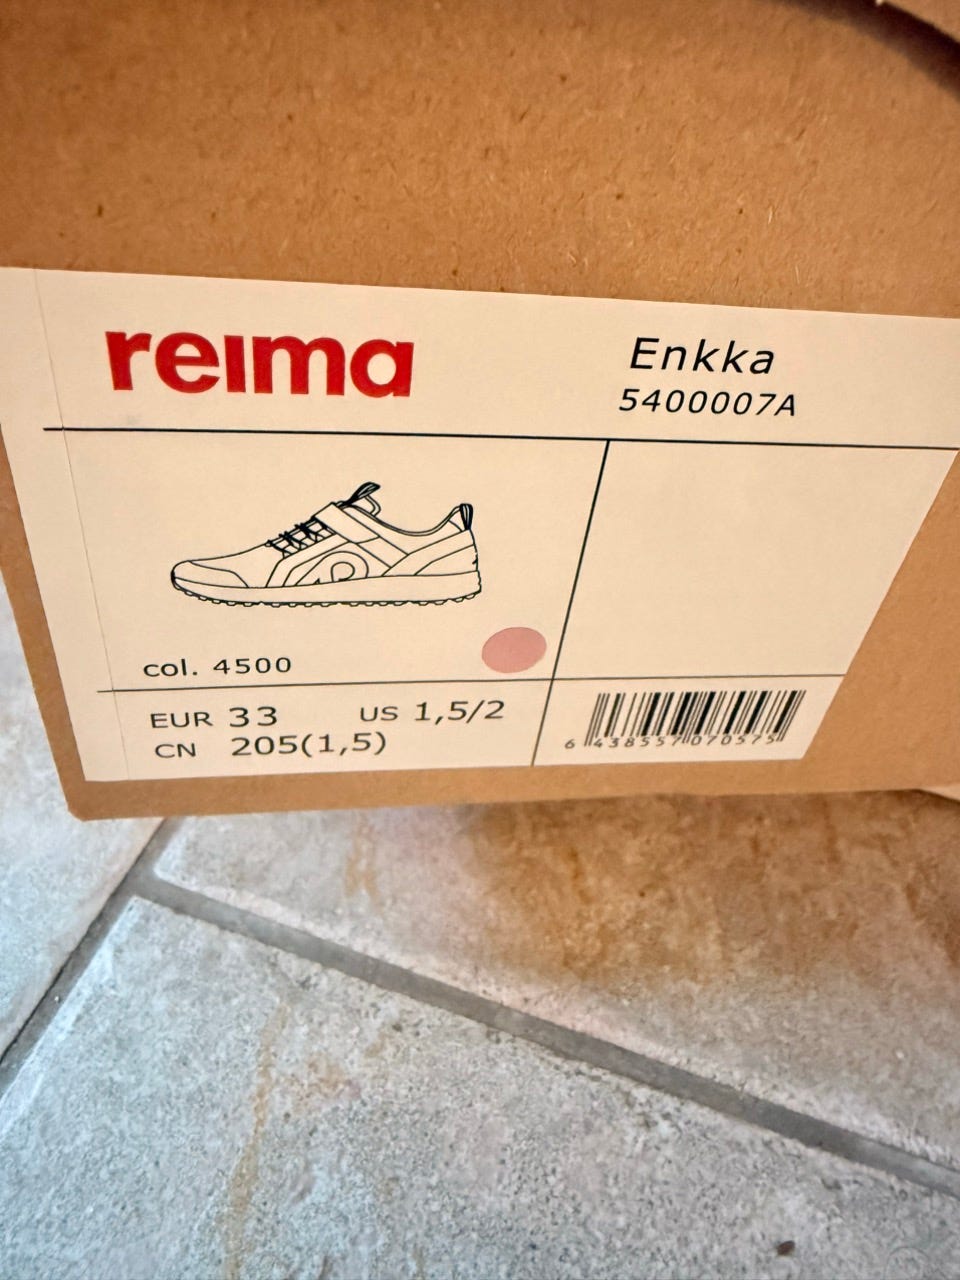 reima
Enkka
5400007A
col. 4500
EUR 33 US 1,5/2
CN 205(1,5)
6 438557 070575